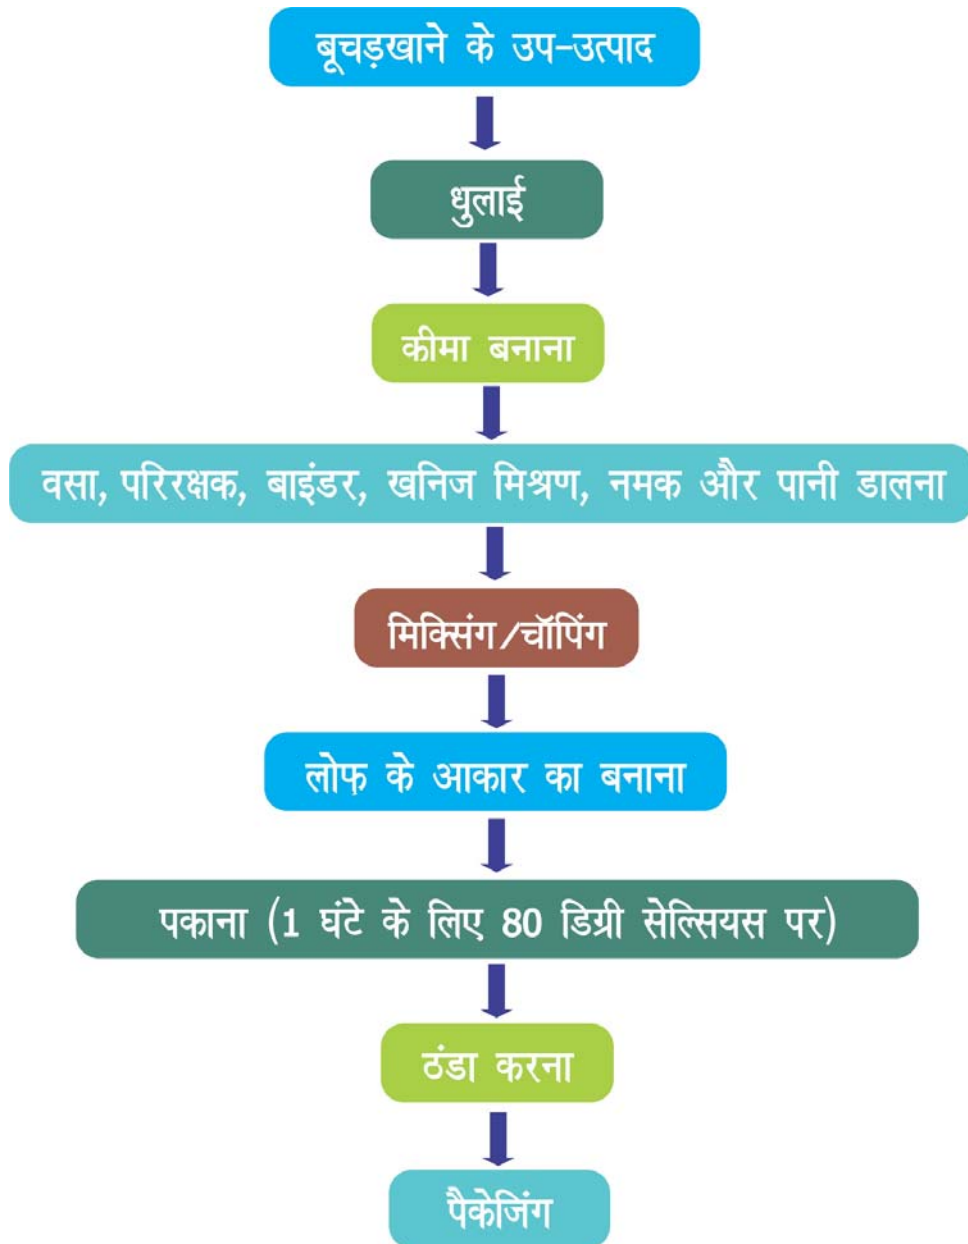 बूचड़खाने के उप-उत्पाद
धुलाई
कीमा बनाना
वसा, परिरक्षक, बाइंडर, खनिज मिश्रण, नमक और पानी डालना
मिक्सिंग/चॉपिंग
लोफ़ के आकार का बनाना
पकाना (1 घंटे के लिए 80 डिग्री सेल्सियस पर)
ठंडा करना
पैकेजिंग